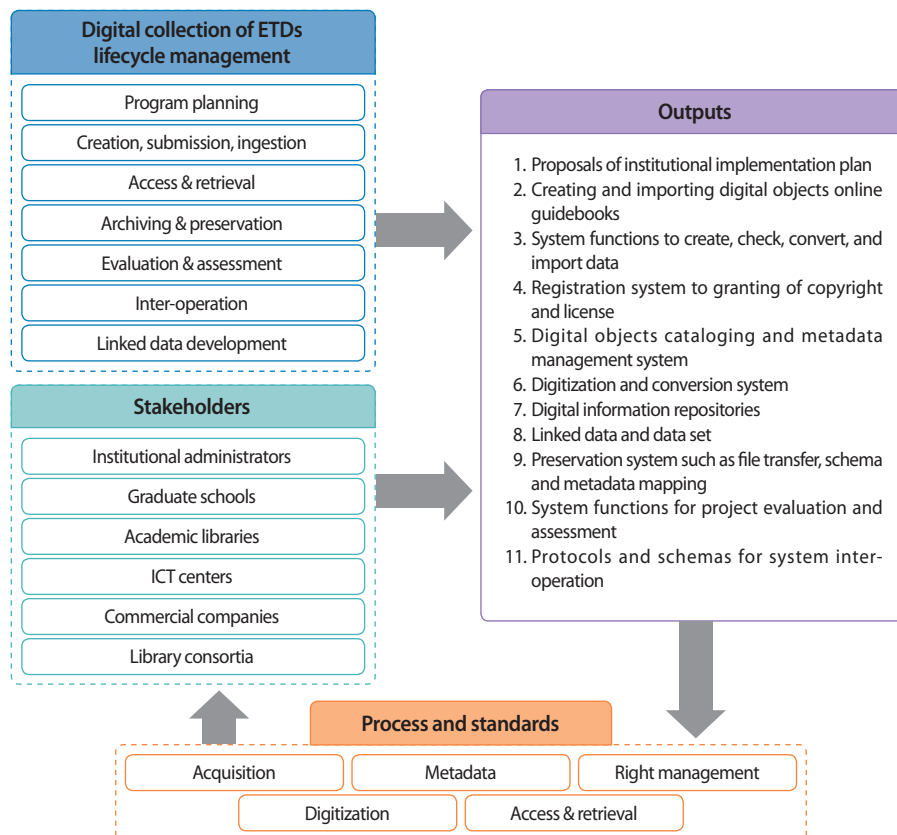 Digital collection of ETDs
lifecycle management
Program planning
Creation, submission, ingestion
Access & retrieval
Archiving & preservation
Evaluation & assessment
Inter-operation
Linked data development
Stakeholders
Institutional administrators
Graduate schools
Academic libraries
ICT centers
Commercial companies
Library consortia
Outputs
1. Proposals of institutional implementation plan
2. Creating and importing digital objects online
guidebooks
3. System functions to create, check, convert, and
import data
4. Registration system to granting of copyright
and license
5. Digital objects cataloging and metadata
management system
6. Digitization and conversion system
7. Digital information repositories
8. Linked data and data set
9. Preservation system such as file transfer, schema
and metadata mapping
10. System functions for project evaluation and
assessment
11. Protocols and schemas for system inter-
operation
Process and standards
Acquisition
Metadata
Right management
Digitization
Access & retrieval